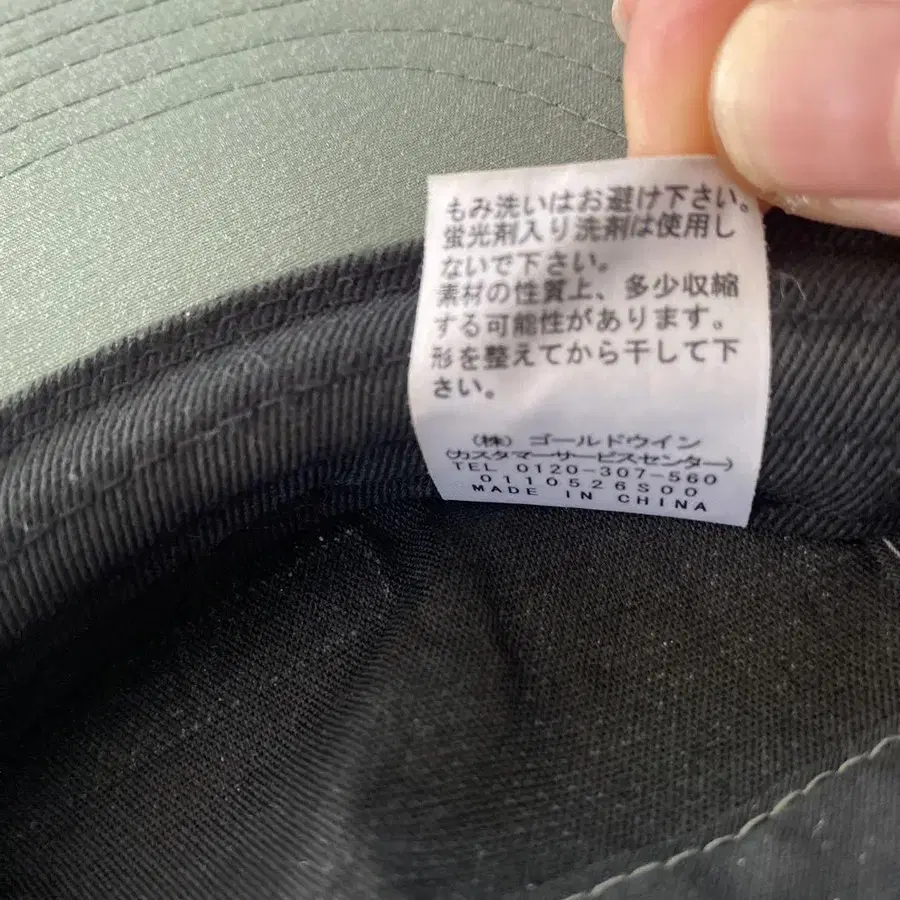 もみ洗いはお避け下さい。
蛍光剤入り洗剤は使用し
ないで下さい。
素材の性質上、多少収縮
する可能性があります。
形を整えてから干して下
さい。
(株) ゴールドウイン
(カスタマーサービスセンター)
TEL 0120-307-560
0110526S00
MADE IN CHINA